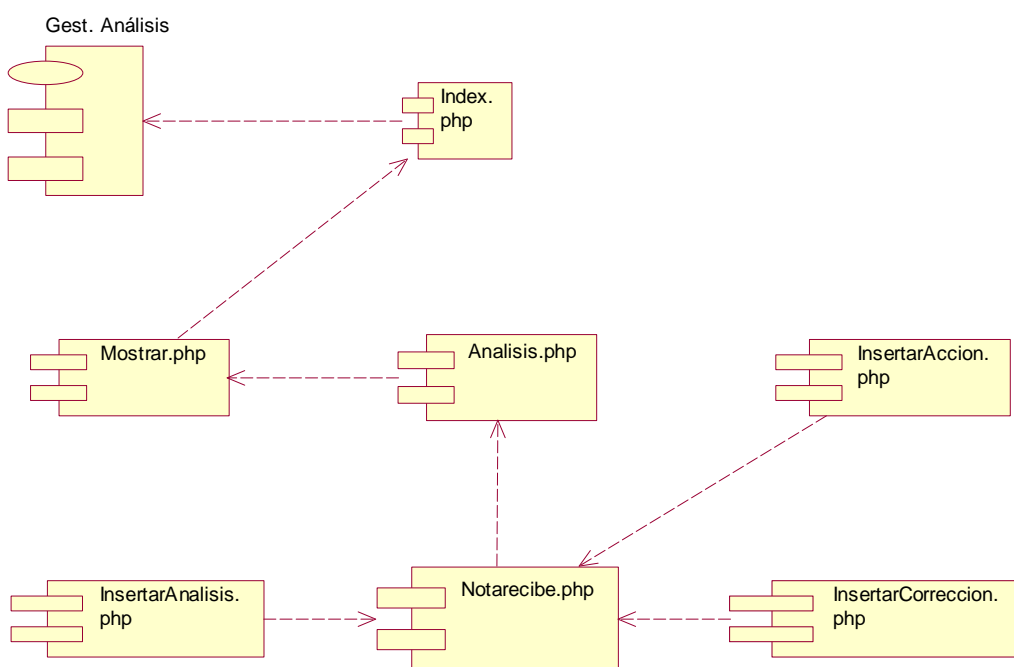 Gest. Análisis
Index.
php
Mostrar.php
Analisis.php
InsertarAccion.
php
InsertarAnalisis.
php
Notarecibe.php
InsertarCorreccion.
php